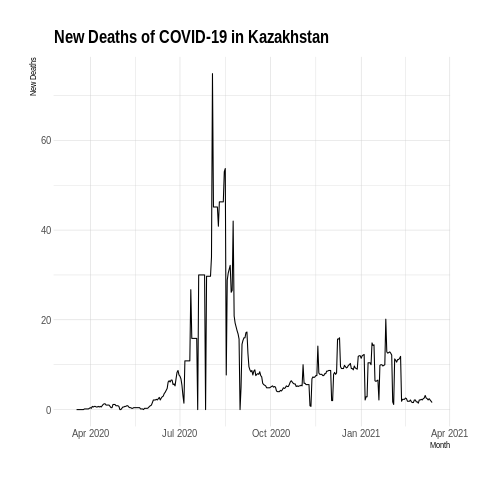 New Deaths of COVID-19 in Kazakhstan
New Deaths
60
40
20
0
Apr 2020
Jul 2020
Oct 2020
Jan 2021
Apr 2021
Month